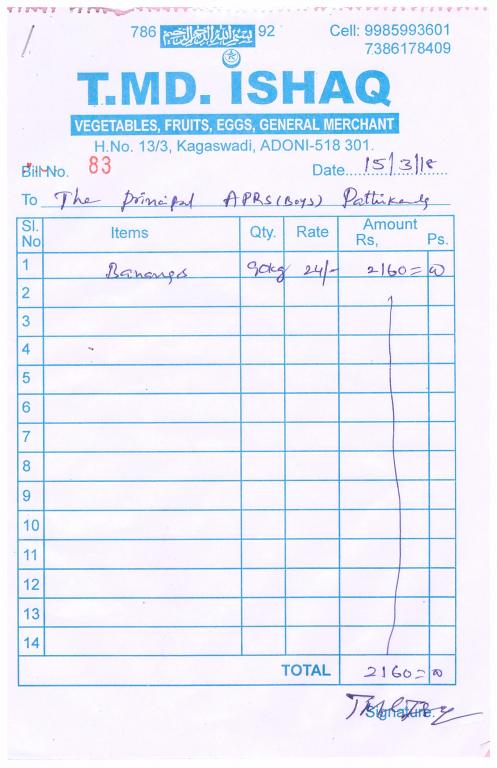 786 بسم الله الرحمن الرحيم 92 Cell: 9985993601
7386178409
T.MD. ISHAQ
VEGETABLES, FRUITS, EGGS, GENERAL MERCHANT
H.No. 13/3, Kagaswadi, ADONI-518 301.
Bill No. 83 Date 15/3/18
To The principal APRS (Boys)
Sl. No Items Qty. Rate Amount Rs, Ps.
1 Bananas 90kg 24/- 2160=00
2
3
4
5
6
7
8
9
10
11
12
13
14
TOTAL 2160=00
Signature.